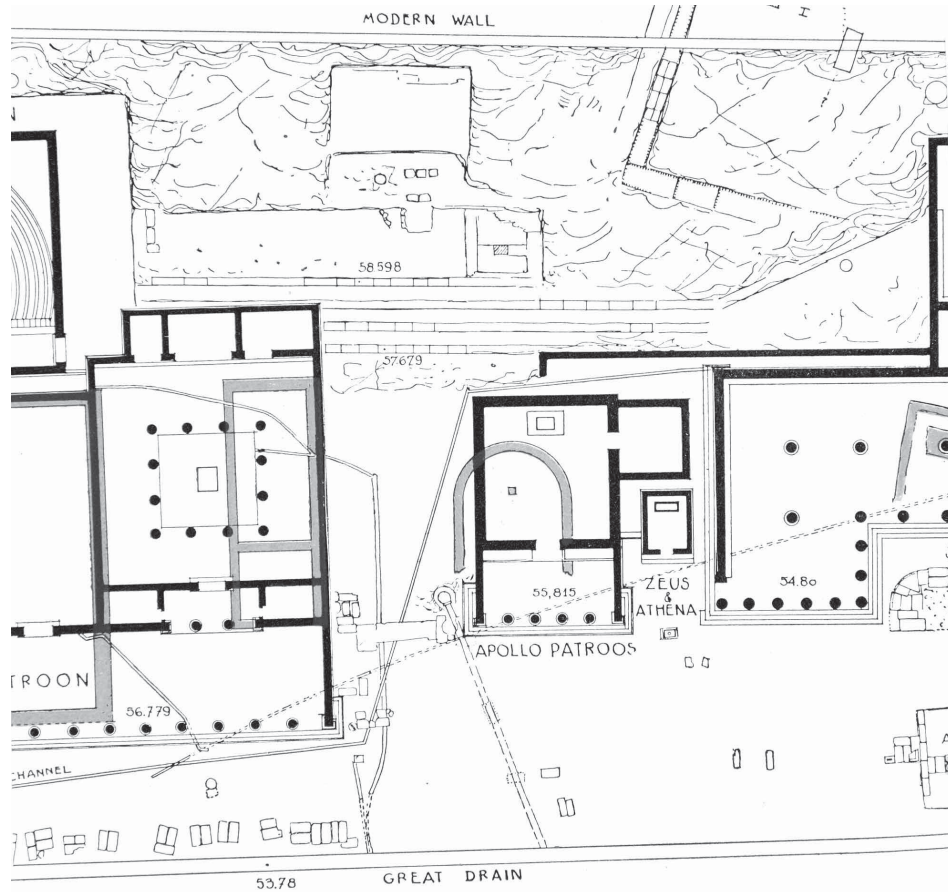 MODERN WALL
H
N
58598
57679
55,815
54.80
ZEUS
&
ATHENA
APOLLO PATROOS
TROON
56.779
CHANNEL
A
53.78
GREAT DRAIN